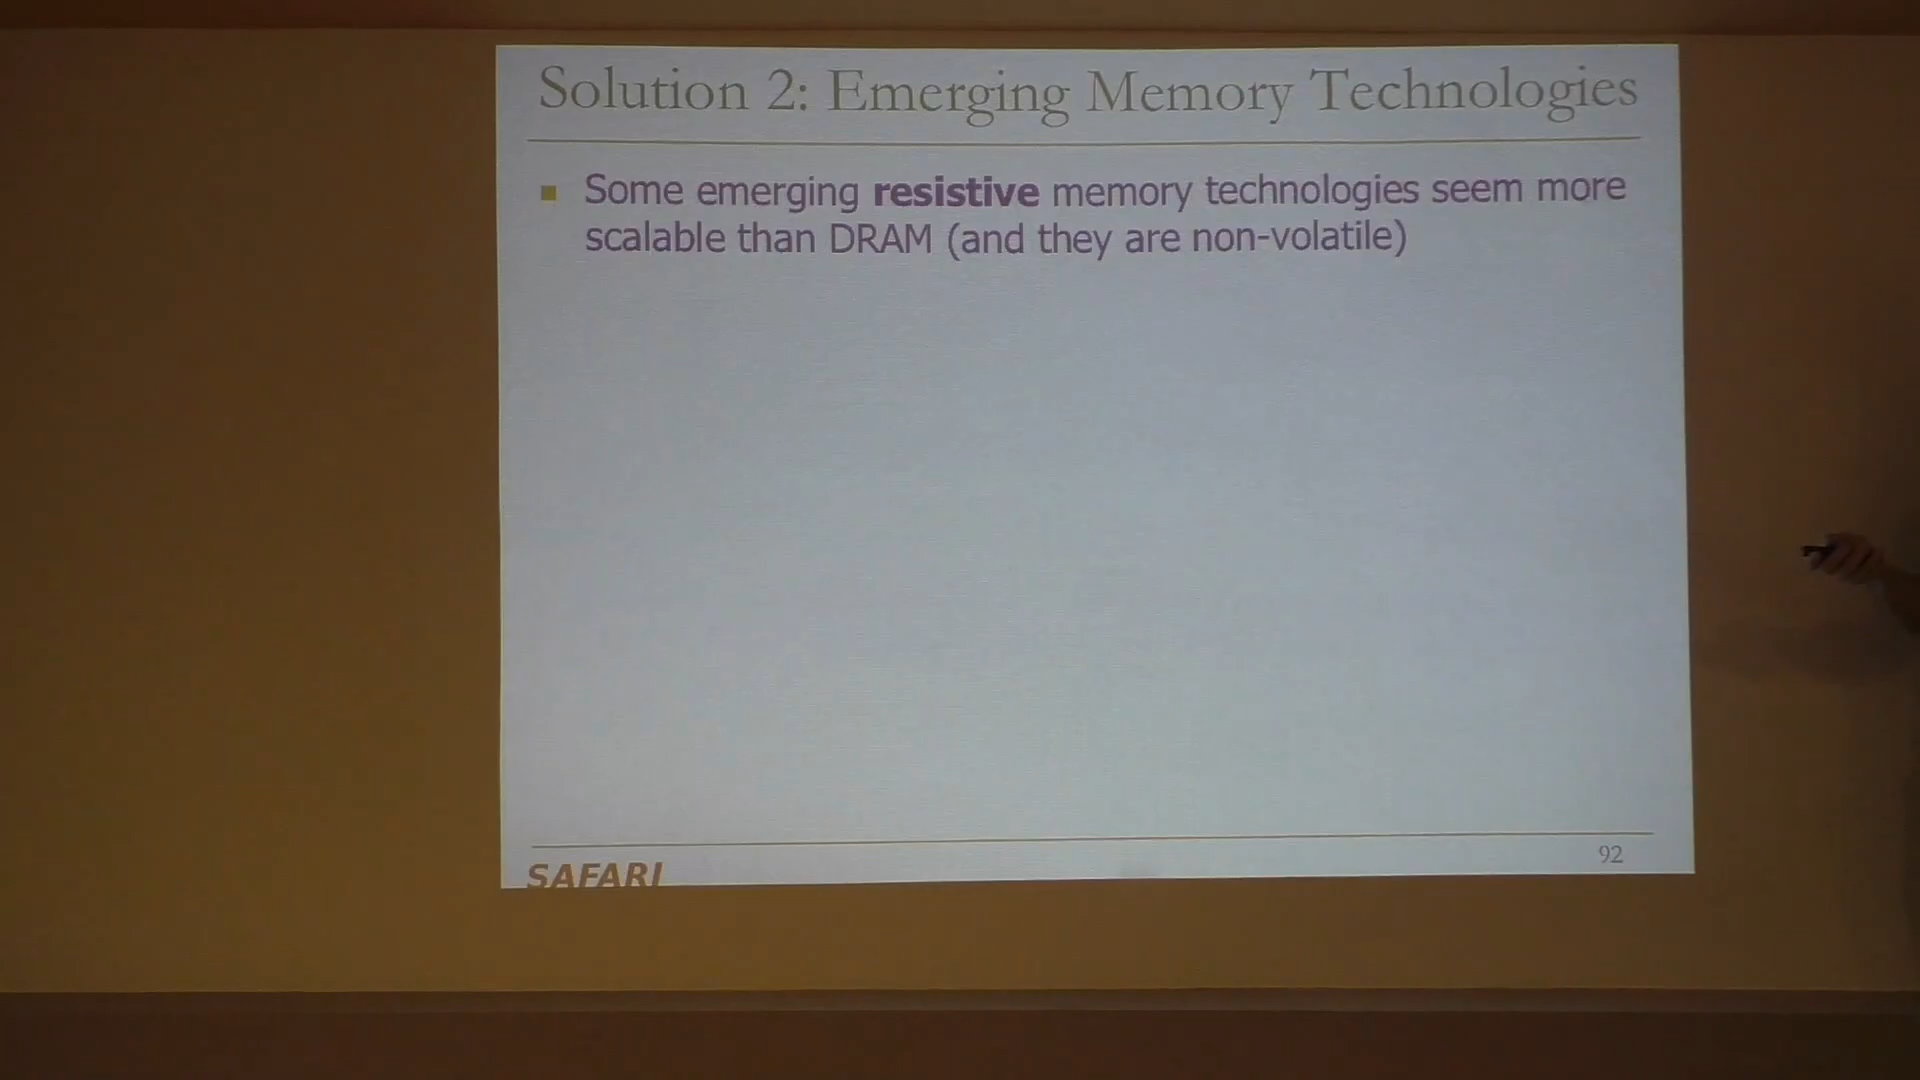 Solution 2: Emerging Memory Technologies
■ Some emerging resistive memory technologies seem more
scalable than DRAM (and they are non-volatile)
SAFARI
92